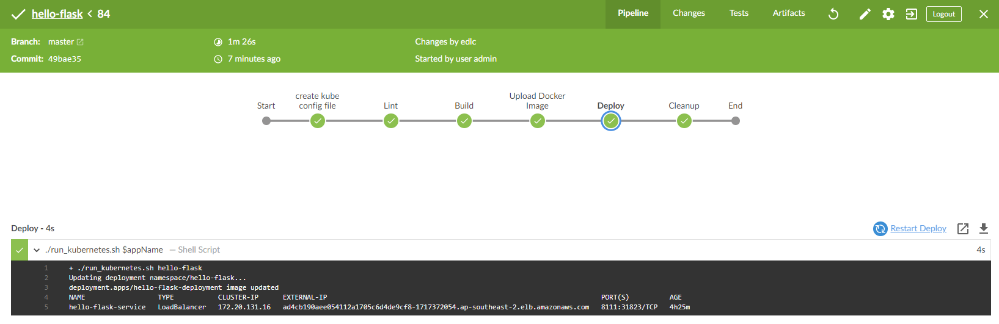 hello-flask < 84 Pipeline Changes Tests Artifacts Logout
Branch: master 1m 26s Changes by edlc
Commit: 49bae35 7 minutes ago Started by user admin
Start create kube config file Lint Build Upload Docker Image Deploy Cleanup End
Deploy - 4s Restart Deploy
./run_kubernetes.sh $appName — Shell Script 4s
1 + ./run_kubernetes.sh hello-flask
2 Updating deployment namespace/hello-flask...
3 deployment.apps/hello-flask-deployment image updated
4 NAME TYPE CLUSTER-IP EXTERNAL-IP PORT(S) AGE
5 hello-flask-service LoadBalancer 172.20.131.16 ad4cb190aee054112a1705c6d4de9cf8-1717372054.ap-southeast-2.elb.amazonaws.com 8111:31823/TCP 4h25m